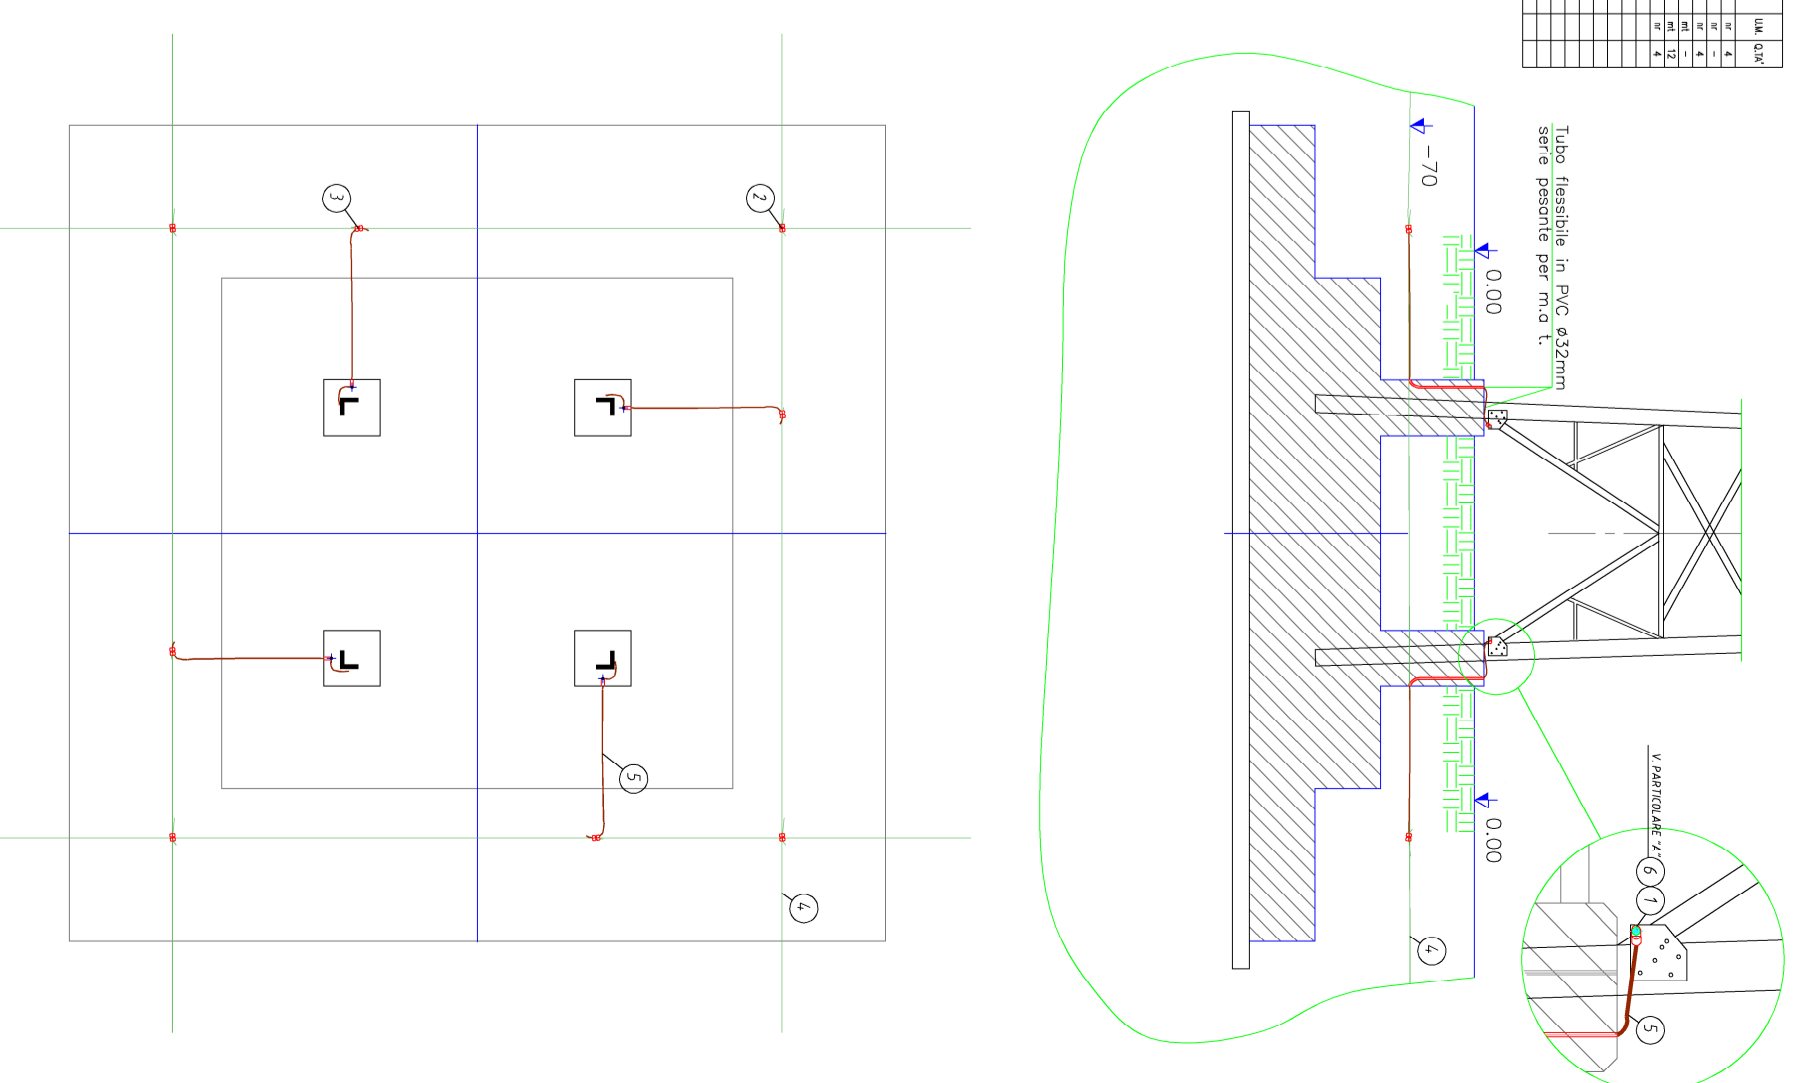 U.M. Q.TA'
nr 4
nr -
nr 4
mt -
mt 12
nr 4
Tubo flessibile in PVC ø32mm
serie pesante per m.a t.
-70
0.00
0.00
V. PARTICOLARE "A"
6
1
5
4
2
3
5
4